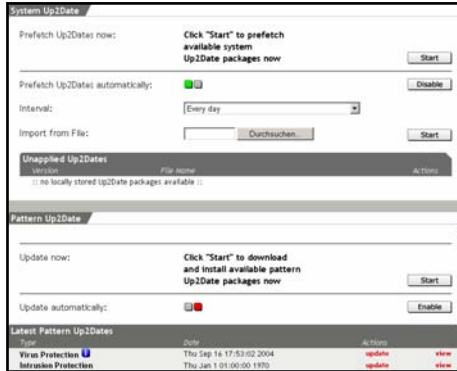 System Up2Date
Prefetch Up2Dates now:
Click "Start" to prefetch
available system
Up2Date packages now
Start
Prefetch Up2Dates automatically:
Disable
Interval:
Every day
Import from File:
Durchsuchen...
Start
Unapplied Up2Dates
Version File Name Actions
:: no locally stored Up2Date packages available ::
Pattern Up2Date
Update now:
Click "Start" to download
and install available pattern
Up2Date packages now
Start
Update automatically:
Enable
Latest Pattern Up2Dates
Type Date Actions
Virus Protection i Thu Sep 16 17:53:02 2004 update view
Intrusion Protection Thu Jan 1 01:00:00 1970 update view